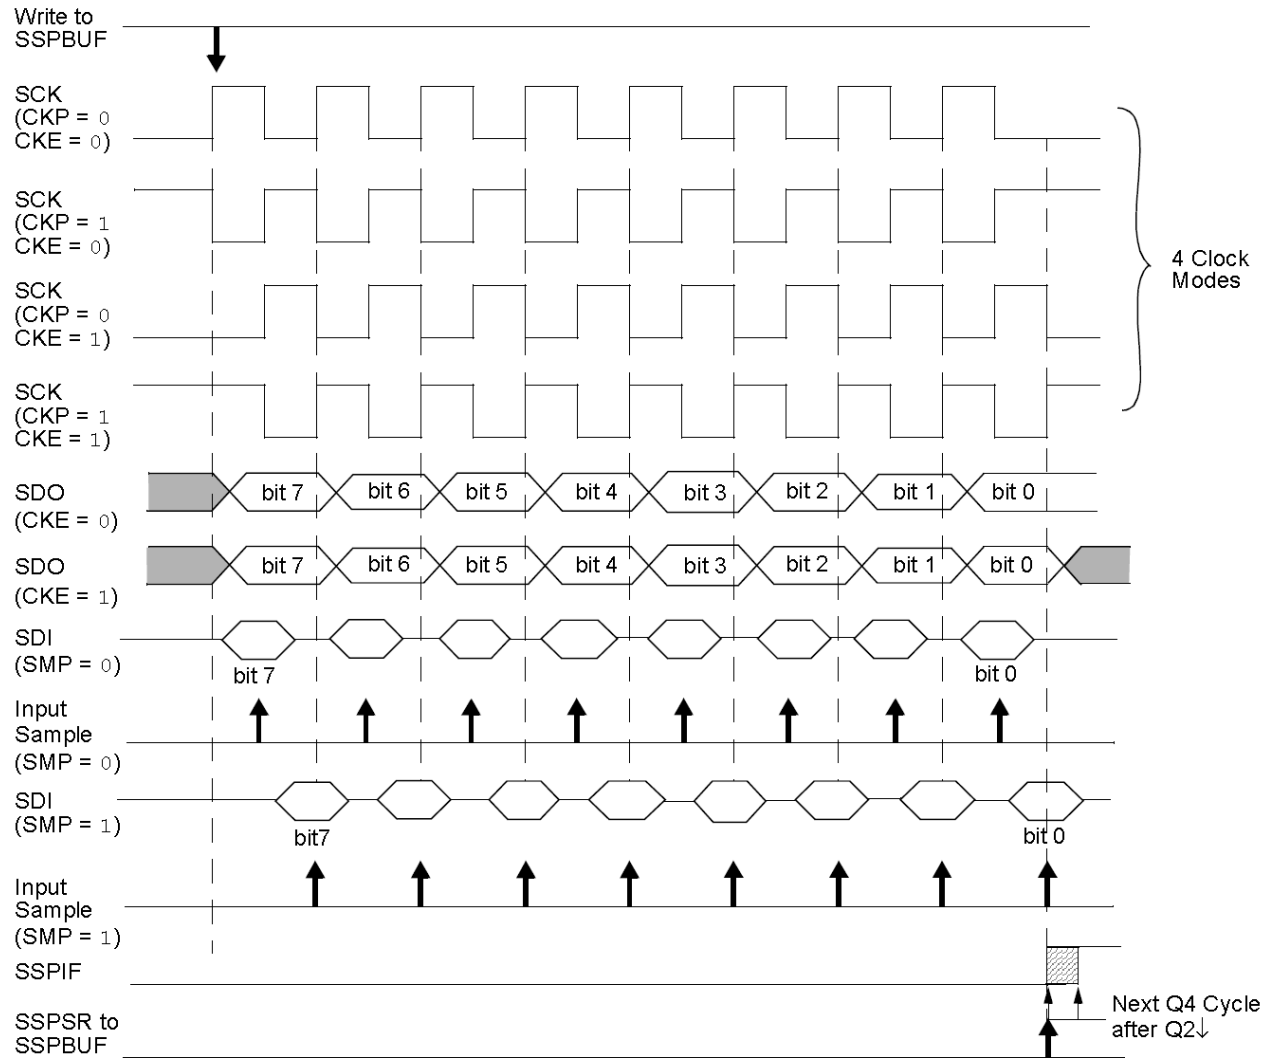 Write to
SSPBUF
SCK
(CKP = 0
CKE = 0)
SCK
(CKP = 1
CKE = 0)
SCK
(CKP = 0
CKE = 1)
SCK
(CKP = 1
CKE = 1)
4 Clock
Modes
SDO
(CKE = 0)
bit 7 bit 6 bit 5 bit 4 bit 3 bit 2 bit 1 bit 0
SDO
(CKE = 1)
bit 7 bit 6 bit 5 bit 4 bit 3 bit 2 bit 1 bit 0
SDI
(SMP = 0)
bit 7 bit 0
Input
Sample
(SMP = 0)
SDI
(SMP = 1)
bit7 bit 0
Input
Sample
(SMP = 1)
SSPIF
Next Q4 Cycle
after Q2↓
SSPSR to
SSPBUF